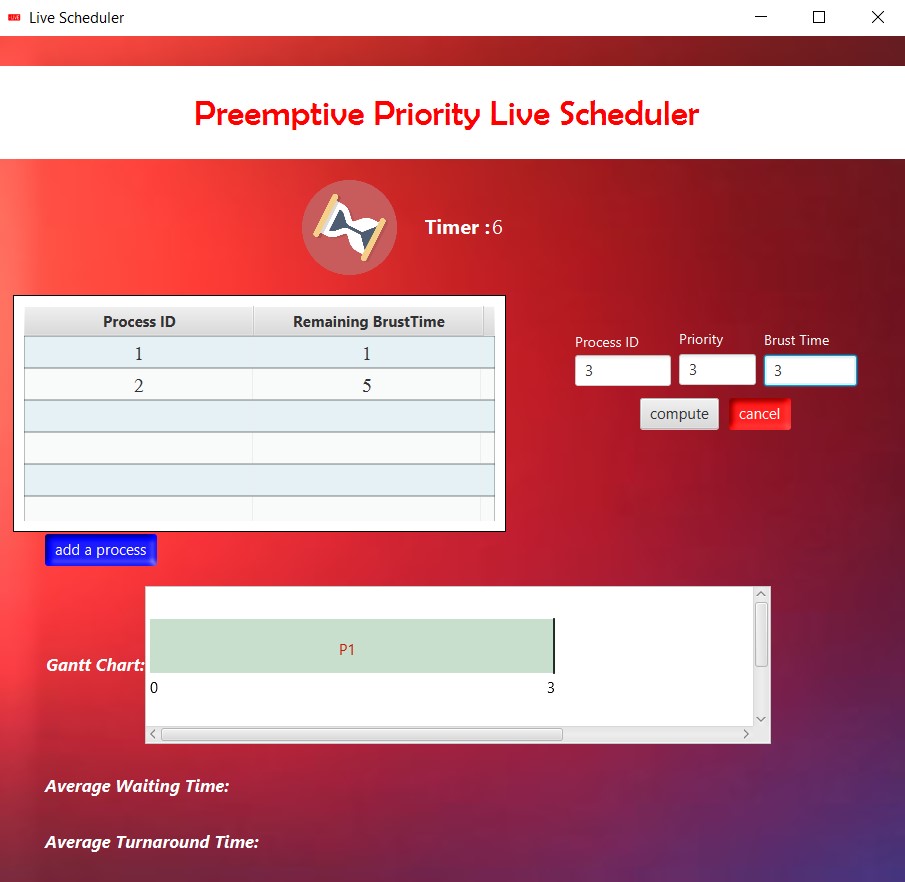 Live Scheduler
Preemptive Priority Live Scheduler
Timer :6
Process ID Remaining BrustTime
1 1
2 5
Process ID Priority Brust Time
3 3 3
compute cancel
add a process
Gantt Chart:
P1
0 3
Average Waiting Time:
Average Turnaround Time: